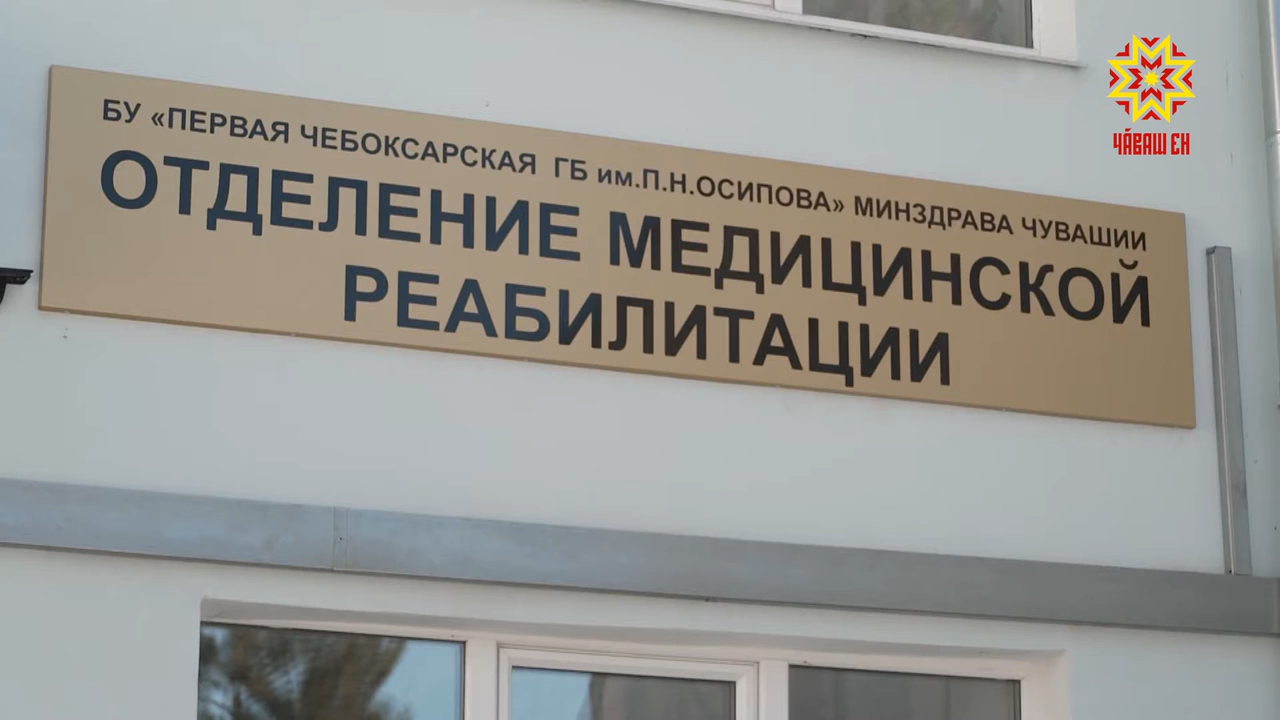 БУ «ПЕРВАЯ ЧЕБОКСАРСКАЯ ГБ им.П.Н.ОСИПОВА» МИНЗДРАВА ЧУВАШИИ
ОТДЕЛЕНИЕ МЕДИЦИНСКОЙ
РЕАБИЛИТАЦИИ
ЧӐВАШ ЕН